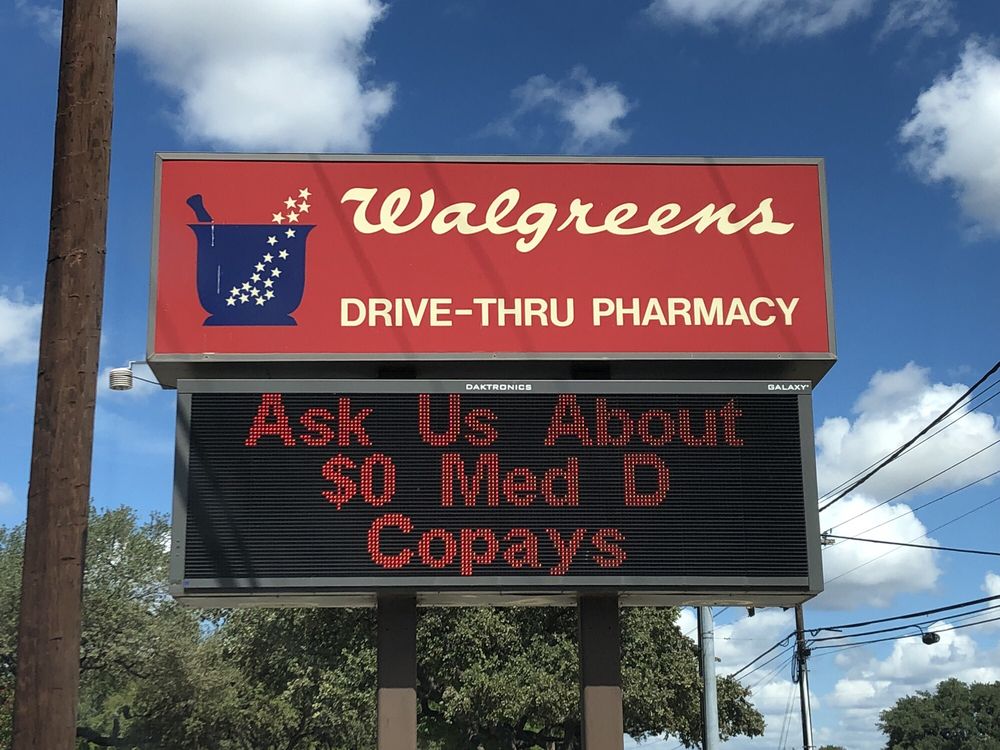 Walgreens
DRIVE-THRU PHARMACY
DAKTRONICS GALAXY
Ask Us About
$0 Med D
Copays